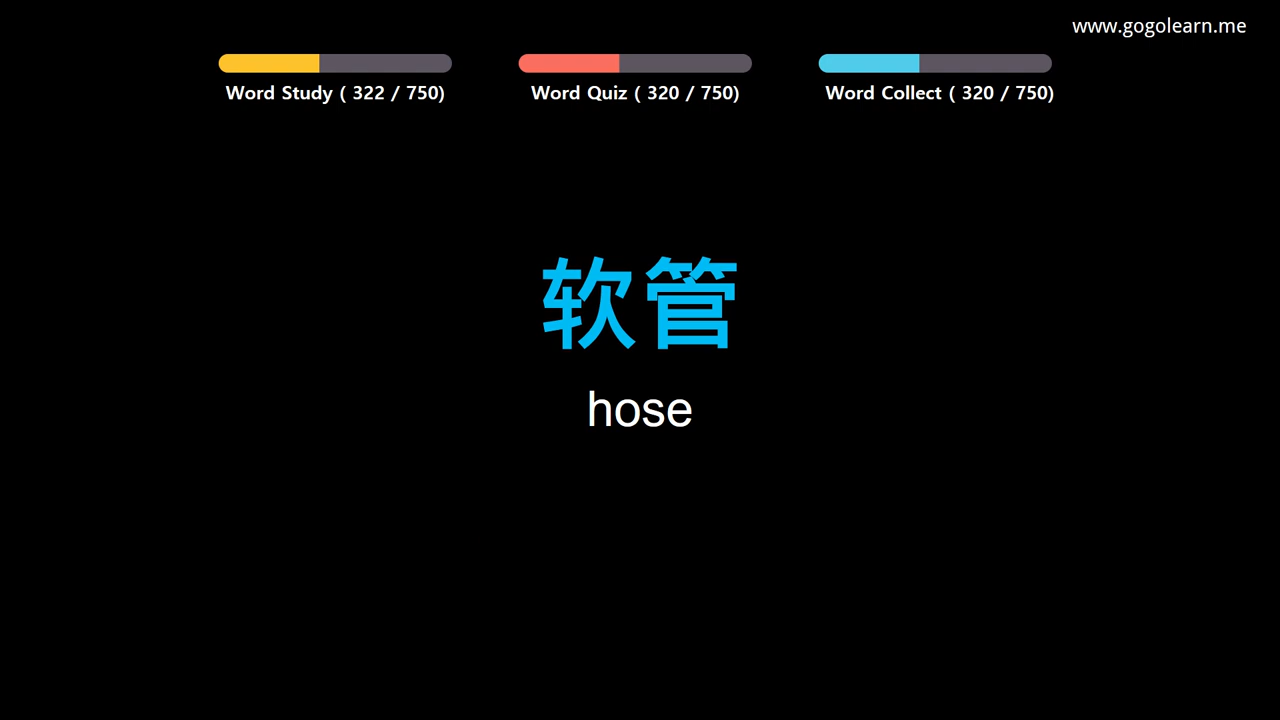 www.gogolearn.me
Word Study ( 322 / 750)
Word Quiz ( 320 / 750)
Word Collect ( 320 / 750)
软管
hose